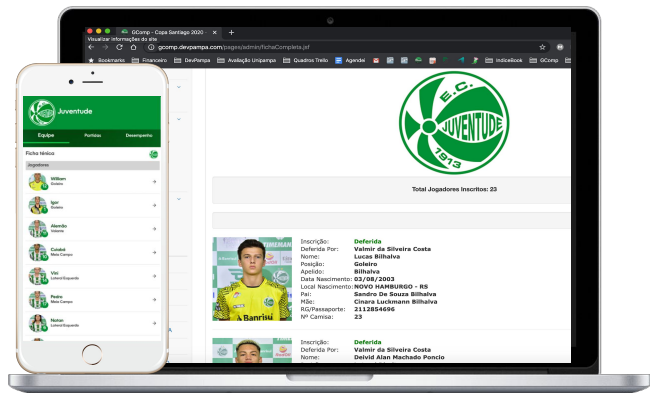 GComp - Copa Santiago 2020 -
Visualizar informações do site
gcomp.devpampa.com/pages/admin/fichaCompleta.jsf
Bookmarks
Financeiro
DevPampa
Avaliação Unipampa
Quadros Trello
Agendei
IndiceBook
GComp
E.C.
JUVENTUDE
1913
Total Jogadores Inscritos: 23
Inscrição: Deferida
Deferida Por: Valmir da Silveira Costa
Nome: Lucas Bilhalva
Posição: Goleiro
Apelido: Bilhalva
Data Nascimento: 03/08/2003
Local Nascimento: NOVO HAMBURGO - RS
Pai: Sandro De Souza Bilhalva
Mãe: Cinara Luckmann Bilhalva
RG/Passaporte: 2112854696
Nº Camisa: 23
Banrisu
Inscrição: Deferida
Deferida Por: Valmir da Silveira Costa
Nome: Deivid Alan Machado Poncio
Juventude
Equipe
Partidas
Desempenho
Ficha ténica
Jogadores
William
Goleiro
Igor
Goleiro
Alemão
Volante
Cuiabá
Meio Campo
Vini
Lateral Esquerdo
Pedro
Meio Campo
Natan
Lateral Esquerdo